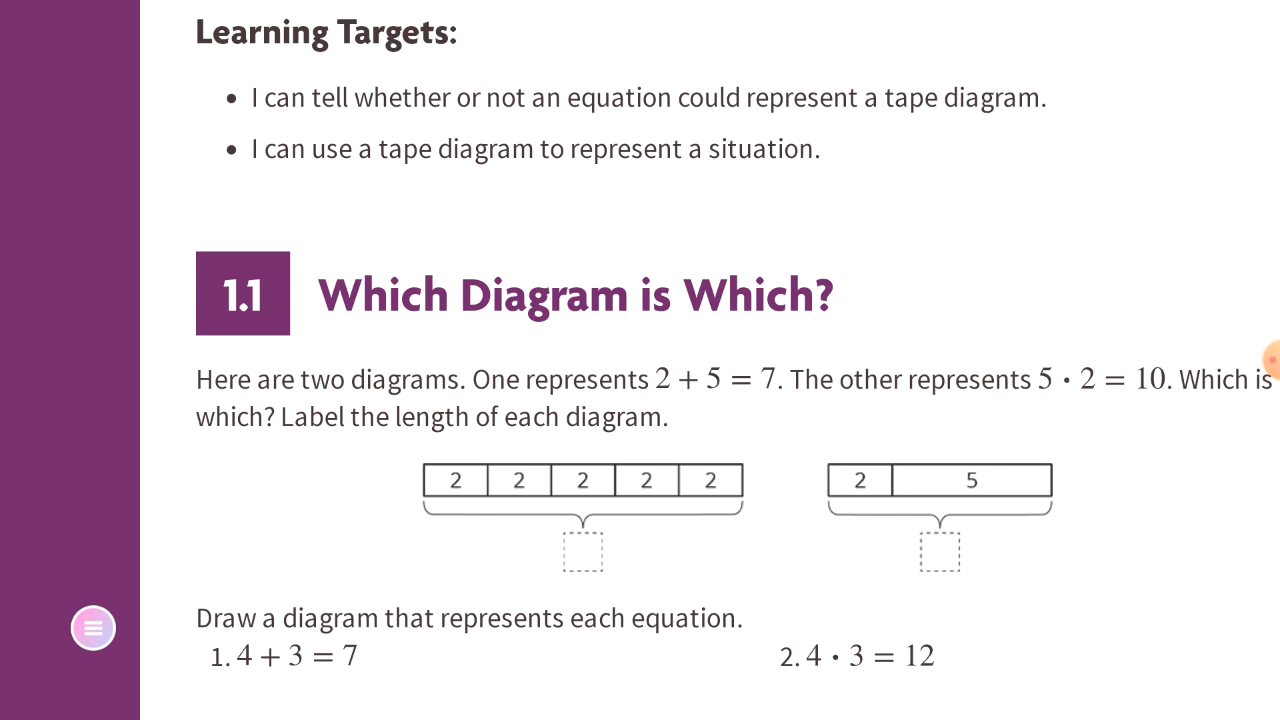 Learning Targets:
• I can tell whether or not an equation could represent a tape diagram.
• I can use a tape diagram to represent a situation.
1.1 Which Diagram is Which?
Here are two diagrams. One represents 2 + 5 = 7. The other represents 5 · 2 = 10. Which is
which? Label the length of each diagram.
2 2 2 2 2 2 5
Draw a diagram that represents each equation.
1. 4 + 3 = 7 2. 4 · 3 = 12